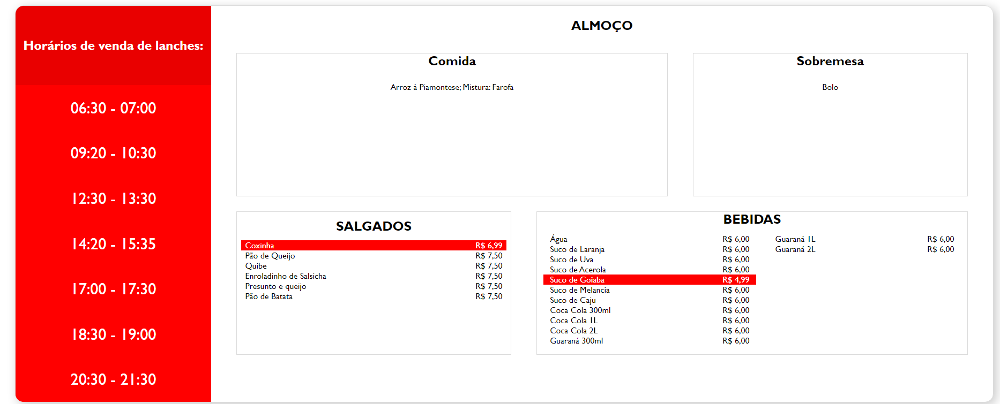 Horários de venda de lanches:
06:30 - 07:00
09:20 - 10:30
12:30 - 13:30
14:20 - 15:35
17:00 - 17:30
18:30 - 19:00
20:30 - 21:30
ALMOÇO
Comida
Arroz à Piamontese; Mistura: Farofa
Sobremesa
Bolo
SALGADOS
Coxinha R$ 6,99
Pão de Queijo R$ 7,50
Quibe R$ 7,50
Enroladinho de Salsicha R$ 7,50
Presunto e queijo R$ 7,50
Pão de Batata R$ 7,50
BEBIDAS
Água R$ 6,00
Suco de Laranja R$ 6,00
Suco de Uva R$ 6,00
Suco de Acerola R$ 6,00
Suco de Goiaba R$ 4,99
Suco de Melancia R$ 6,00
Suco de Caju R$ 6,00
Coca Cola 300ml R$ 6,00
Coca Cola 1L R$ 6,00
Coca Cola 2L R$ 6,00
Guaraná 300ml R$ 6,00
Guaraná 1L R$ 6,00
Guaraná 2L R$ 6,00